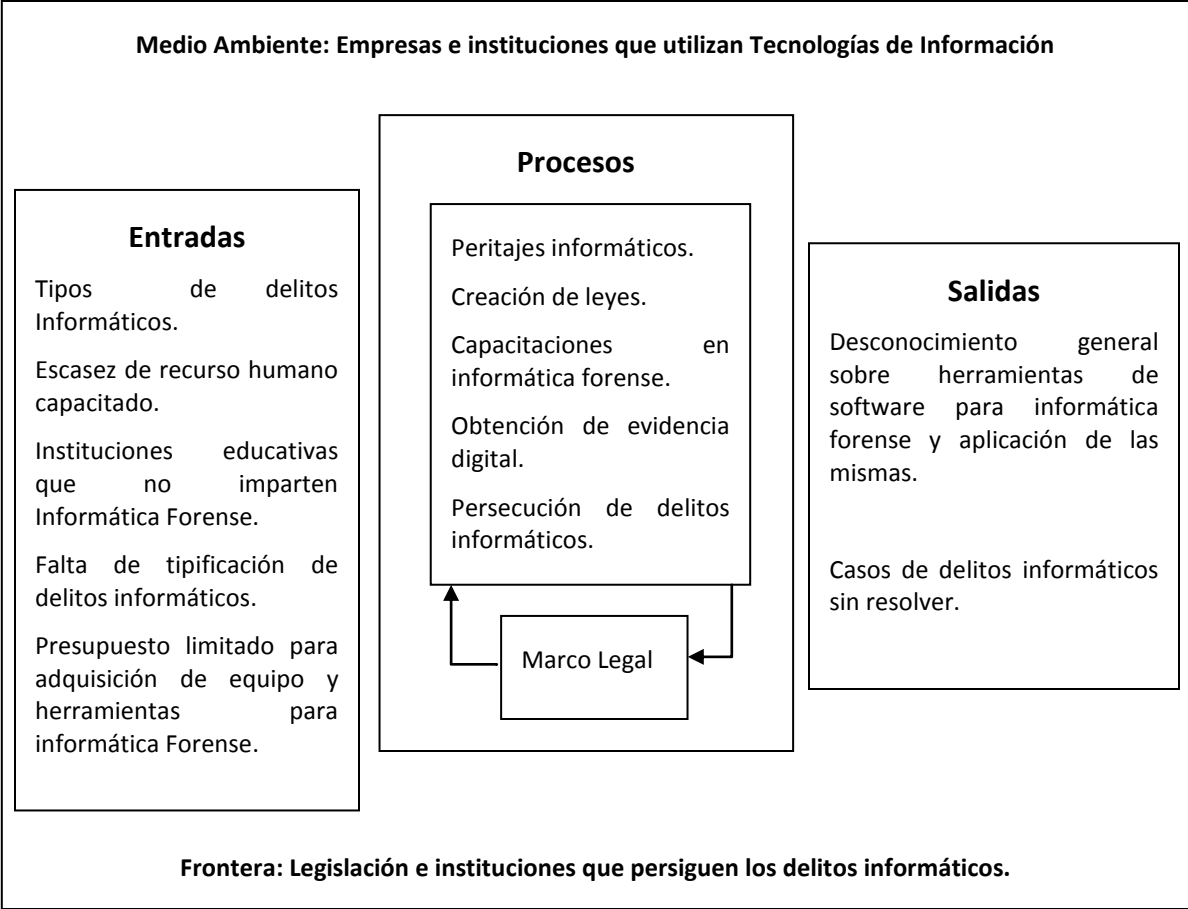 Medio Ambiente: Empresas e instituciones que utilizan Tecnologías de Información
Entradas
Tipos de delitos
Informáticos.
Escasez de recurso humano
capacitado.
Instituciones educativas
que no imparten
Informática Forense.
Falta de tipificación de
delitos informáticos.
Presupuesto limitado para
adquisición de equipo y
herramientas para
informática Forense.
Procesos
Peritajes informáticos.
Creación de leyes.
Capacitaciones en
informática forense.
Obtención de evidencia
digital.
Persecución de delitos
informáticos.
Marco Legal
Salidas
Desconocimiento general
sobre herramientas de
software para informática
forense y aplicación de las
mismas.
Casos de delitos informáticos
sin resolver.
Frontera: Legislación e instituciones que persiguen los delitos informáticos.